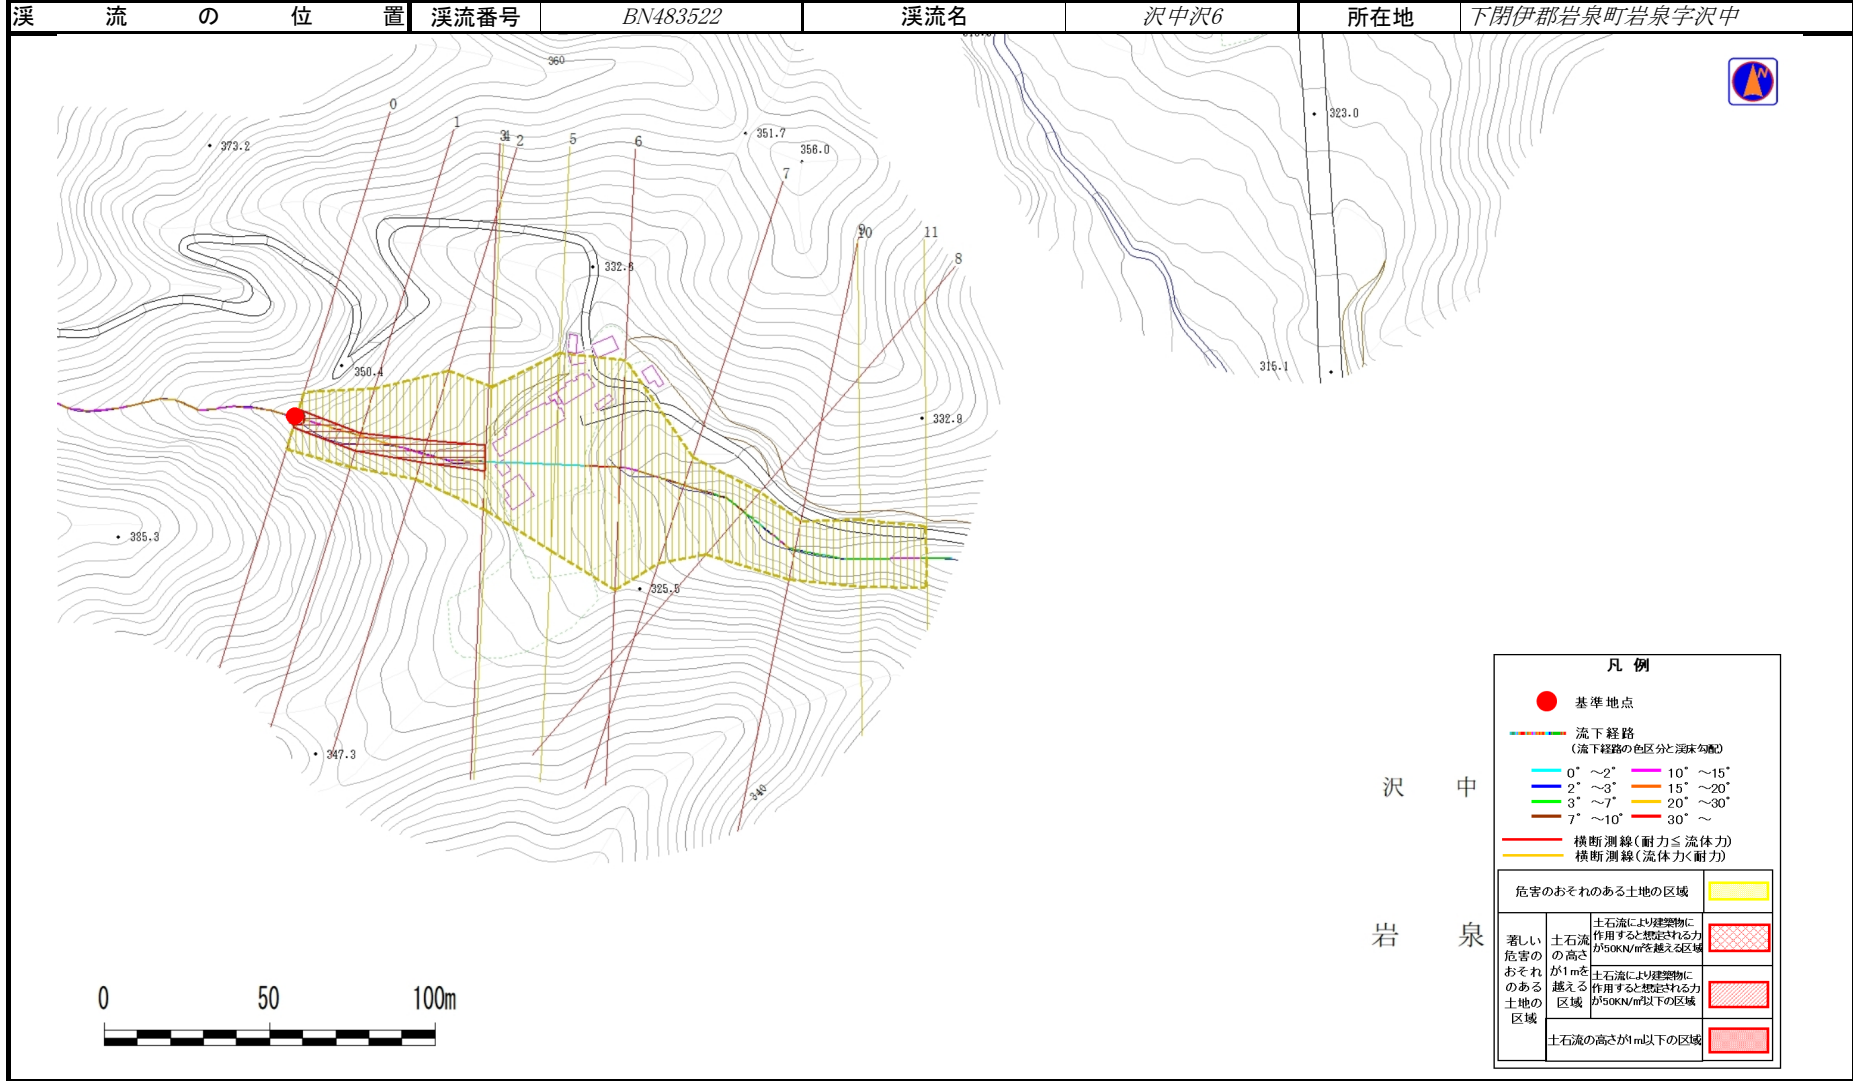 渓流の位置 渓流番号 BN483522 渓流名 沢中沢6 所在地 下閉伊郡岩泉町岩泉字沢中
N
360
0
1
3 4 2
5
6
7
9
10
11
8
373.2
351.7
356.0
323.0
332.6
350.4
315.1
332.9
325.5
347.3
340
沢中
岩泉
0 50 100m
凡例
基準地点
流下経路
(流下経路の色区分と渓床勾配)
0°～2° 10°～15°
2°～3° 15°～20°
3°～7° 20°～30°
7°～10° 30°～
横断測線(耐力≦流体力)
横断測線(流体力<耐力)
危害のおそれのある土地の区域
著しい
危害の
おそれ
のある
土地の
区域
土石流
の高さ
が1mを
越える
区域
土石流により建築物に
作用すると想定される力
が50KN/㎡を越える区域
土石流により建築物に
作用すると想定される力
が50KN/㎡以下の区域
土石流の高さが1m以下の区域